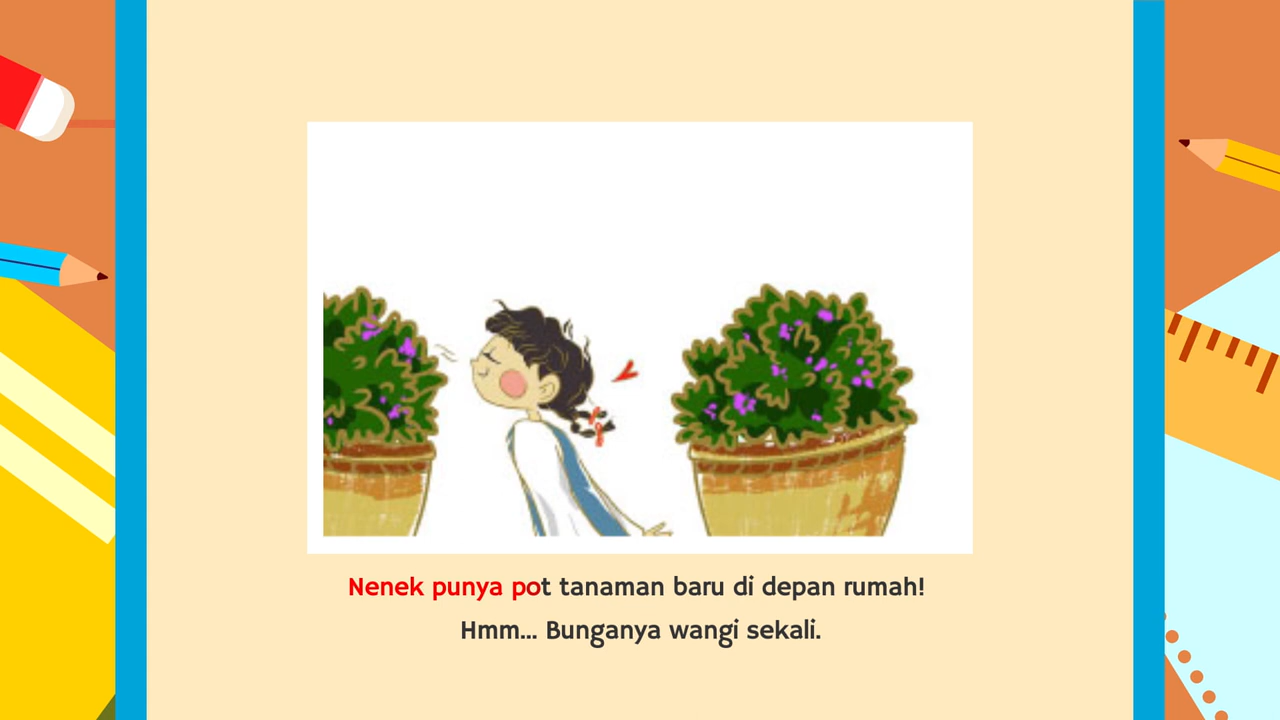 Nenek punya pot tanaman baru di depan rumah!
Hmm... Bunganya wangi sekali.